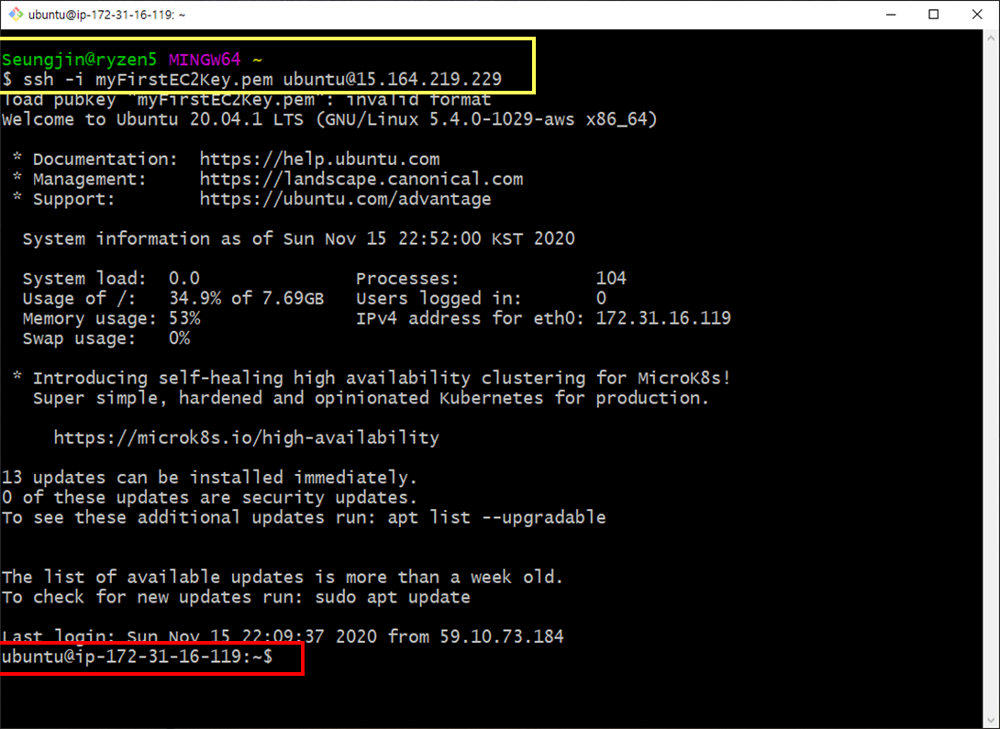 ubuntu@ip-172-31-16-119: ~
Seungjin@ryzen5 MINGW64 ~
$ ssh -i myFirstEC2Key.pem ubuntu@15.164.219.229
load pubkey "myFirstEC2Key.pem": invalid format
Welcome to Ubuntu 20.04.1 LTS (GNU/Linux 5.4.0-1029-aws x86_64)
* Documentation:  https://help.ubuntu.com
* Management:     https://landscape.canonical.com
* Support:        https://ubuntu.com/advantage
System information as of Sun Nov 15 22:52:00 KST 2020
System load:  0.0               Processes:             104
Usage of /:   34.9% of 7.69GB   Users logged in:       0
Memory usage: 53%               IPv4 address for eth0: 172.31.16.119
Swap usage:   0%
* Introducing self-healing high availability clustering for MicroK8s!
Super simple, hardened and opinionated Kubernetes for production.
https://microk8s.io/high-availability
13 updates can be installed immediately.
0 of these updates are security updates.
To see these additional updates run: apt list --upgradable
The list of available updates is more than a week old.
To check for new updates run: sudo apt update
Last login: Sun Nov 15 22:09:37 2020 from 59.10.73.184
ubuntu@ip-172-31-16-119:~$